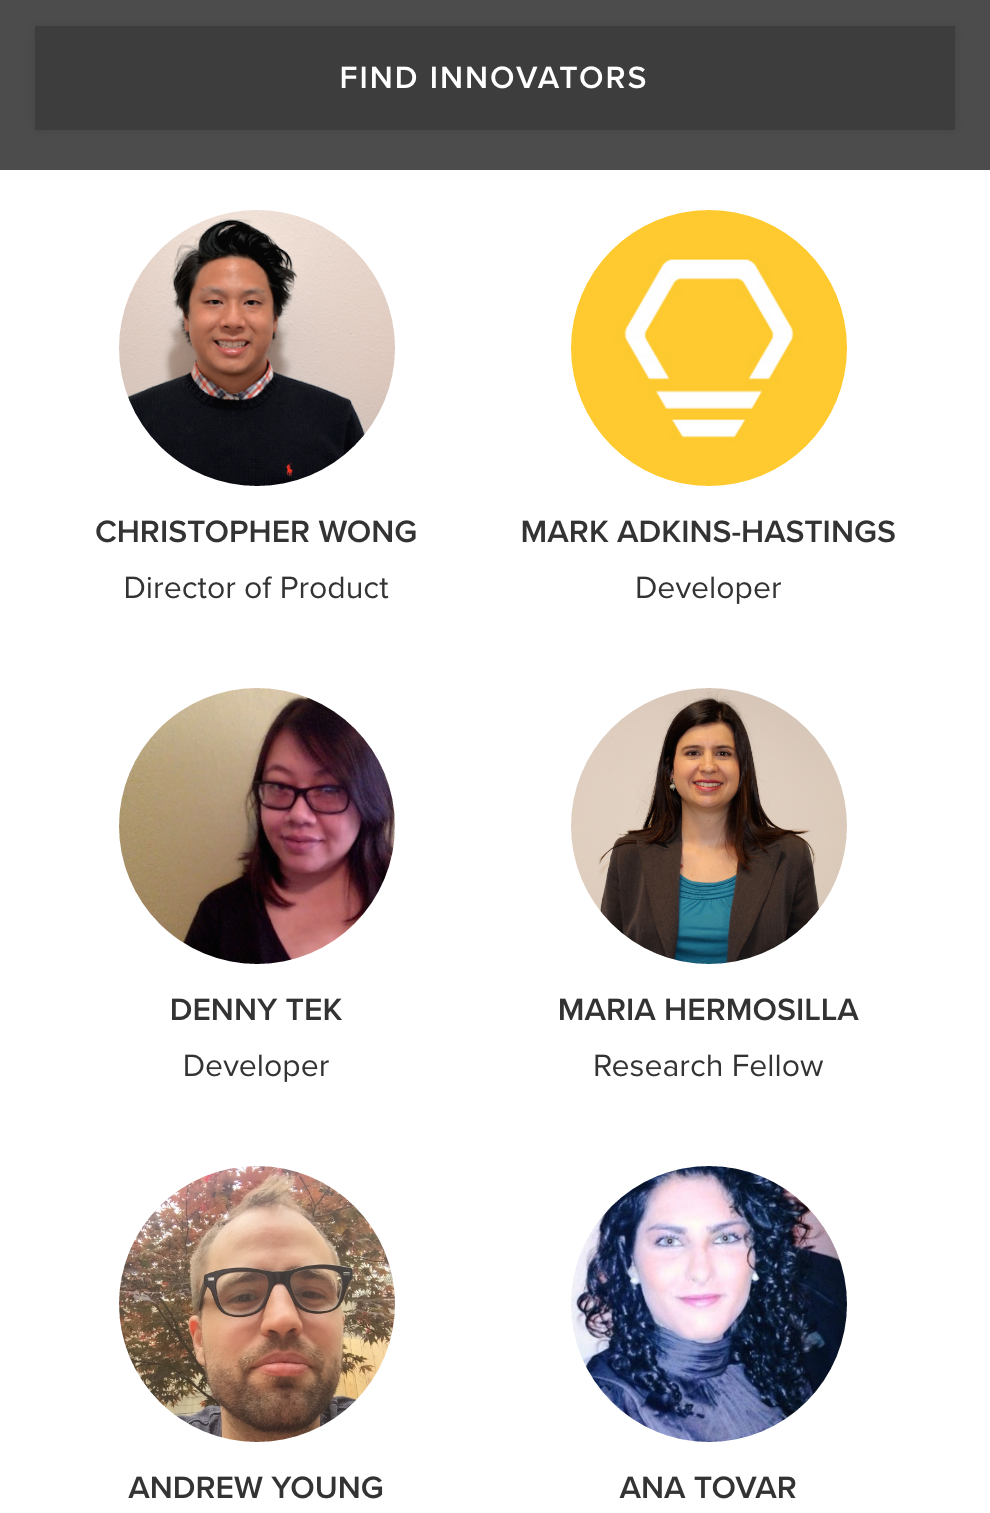 FIND INNOVATORS
CHRISTOPHER WONG
Director of Product
MARK ADKINS-HASTINGS
Developer
DENNY TEK
Developer
MARIA HERMOSILLA
Research Fellow
ANDREW YOUNG
ANA TOVAR